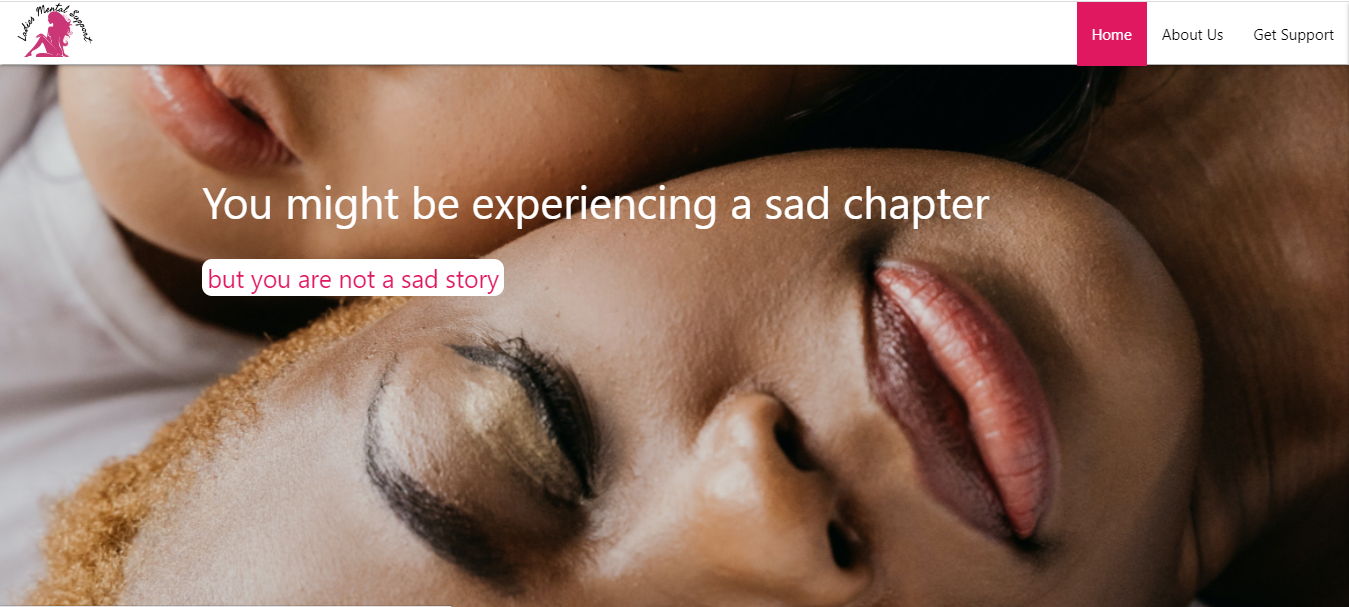 Ladies Mental Support
Home About Us Get Support
You might be experiencing a sad chapter
but you are not a sad story